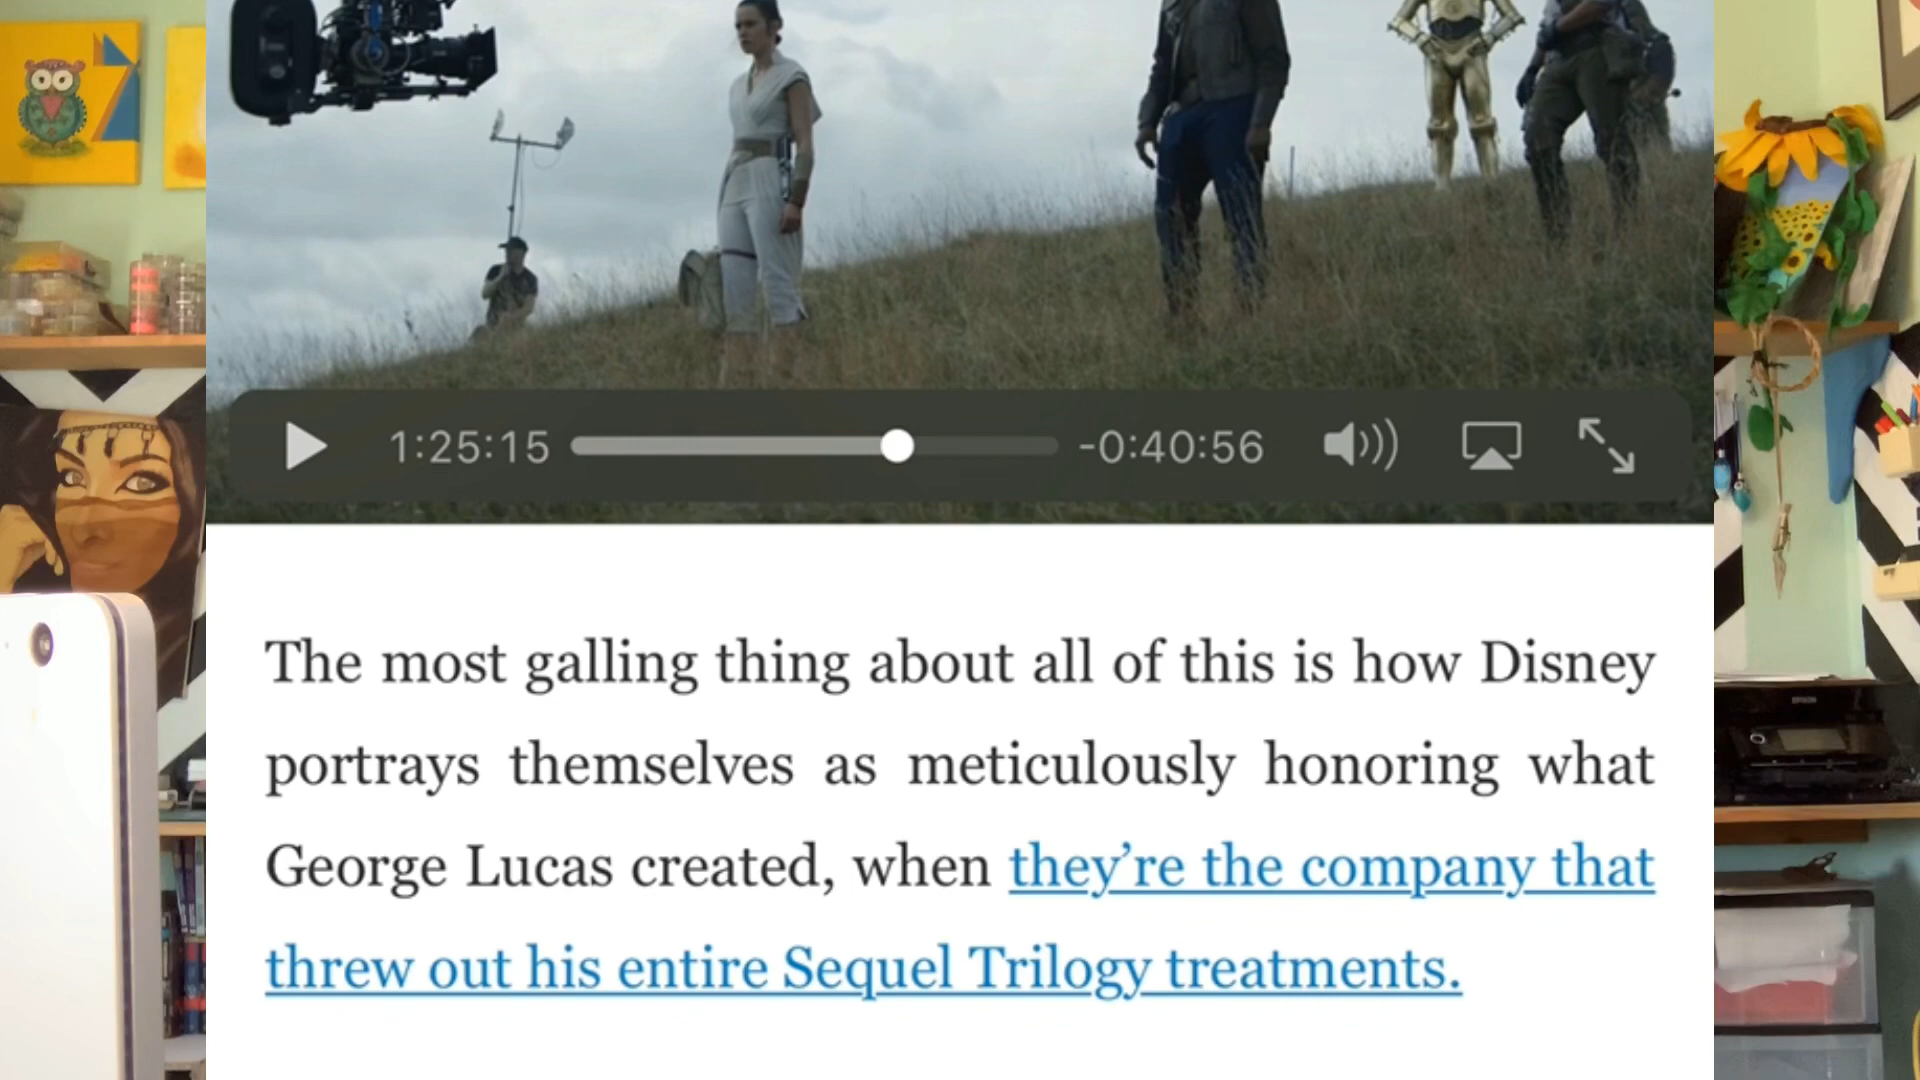 1:25:15
-0:40:56
The most galling thing about all of this is how Disney
portrays themselves as meticulously honoring what
George Lucas created, when they’re the company that
threw out his entire Sequel Trilogy treatments.
EPSON